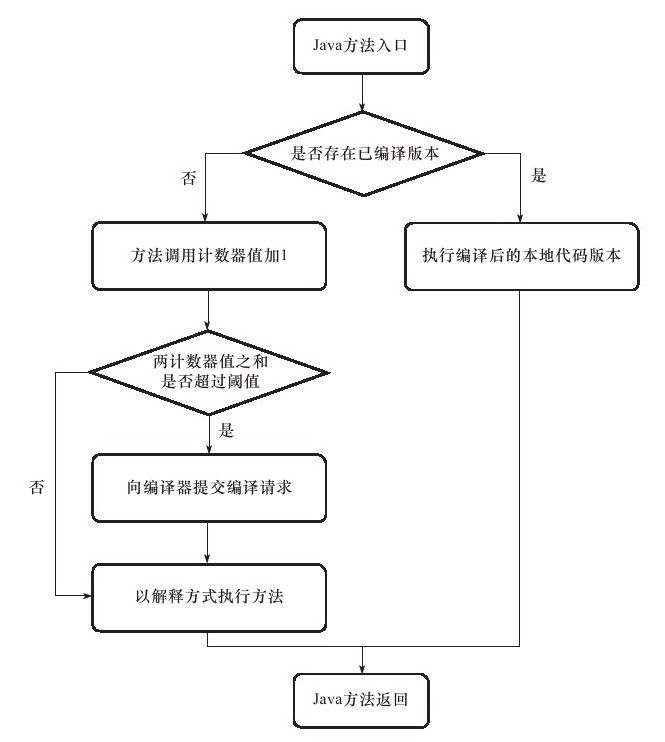 Java方法入口
是否存在已编译版本
否
是
方法调用计数器值加1
执行编译后的本地代码版本
两计数器值之和
是否超过阈值
是
否
向编译器提交编译请求
以解释方式执行方法
Java方法返回